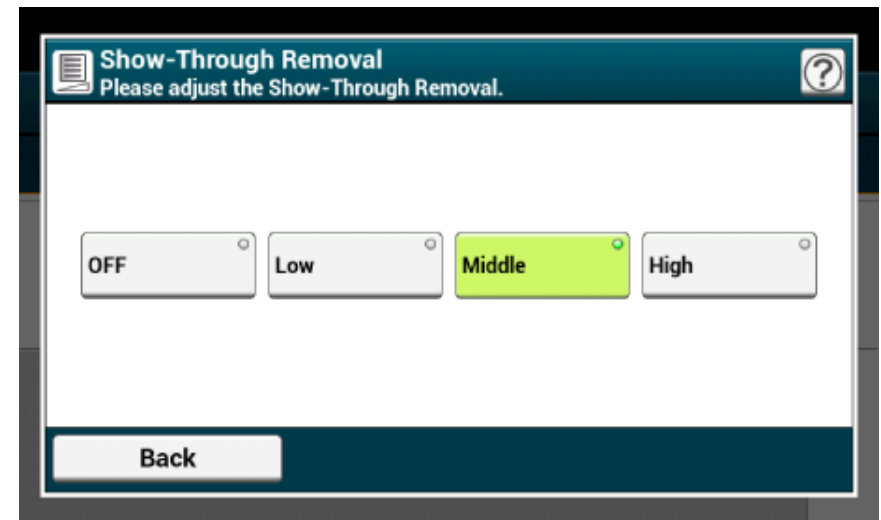 Show-Through Removal
Please adjust the Show-Through Removal.
?
OFF
Low
Middle
High
Back